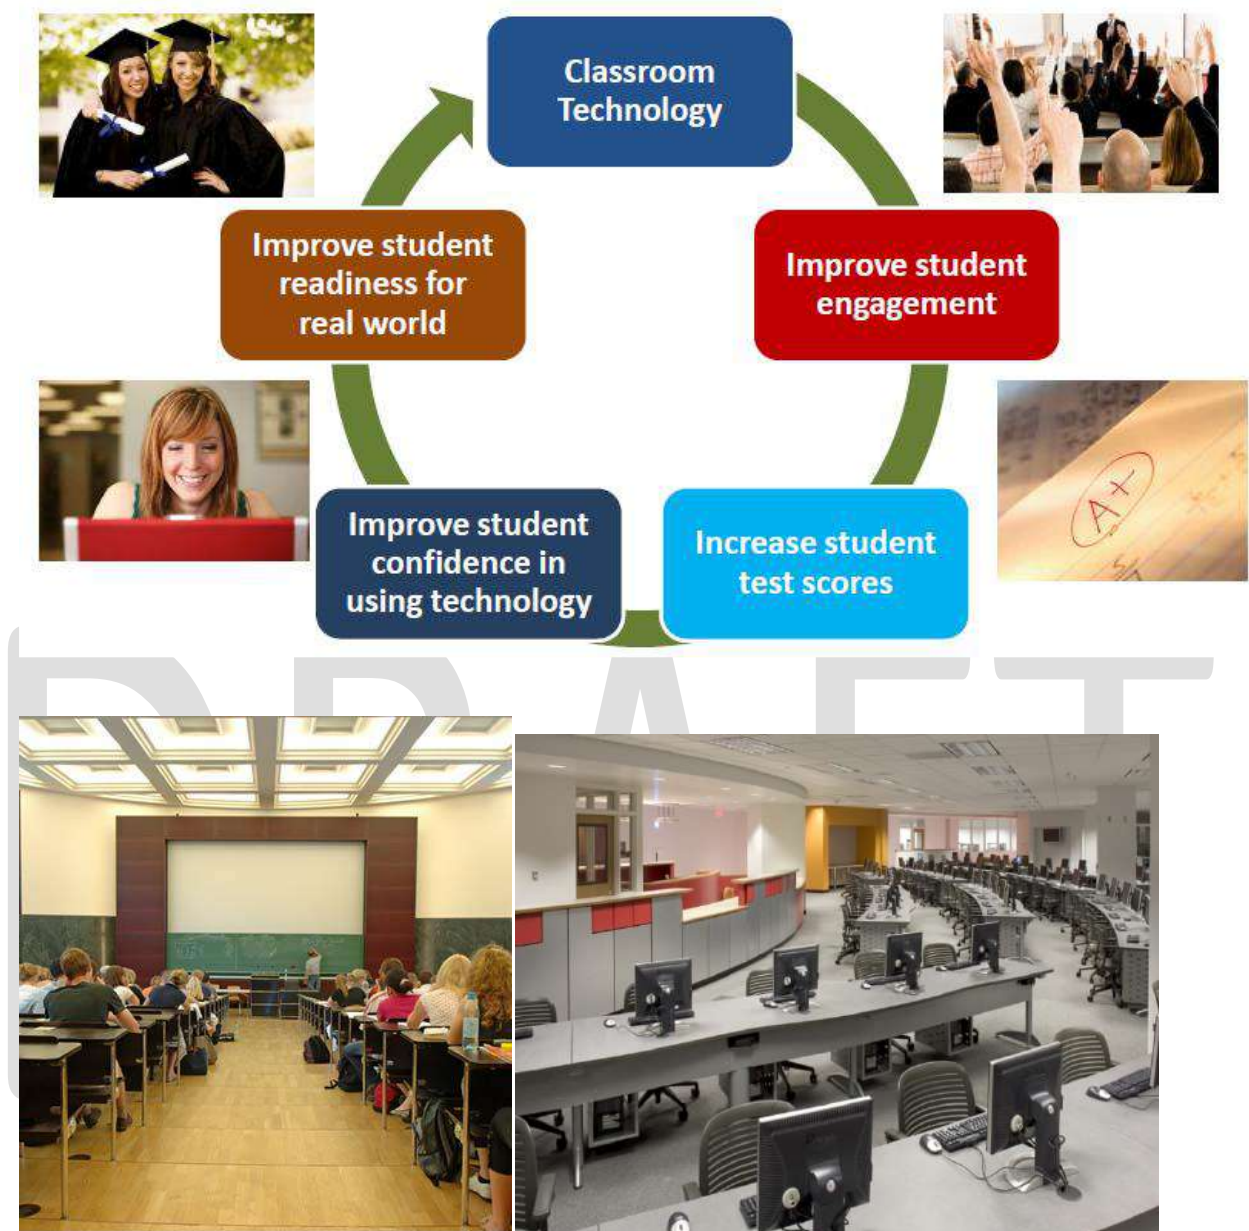 Classroom
Technology
Improve student
engagement
Increase student
test scores
Improve student
confidence in
using technology
Improve student
readiness for
real world
A+
DRAFT